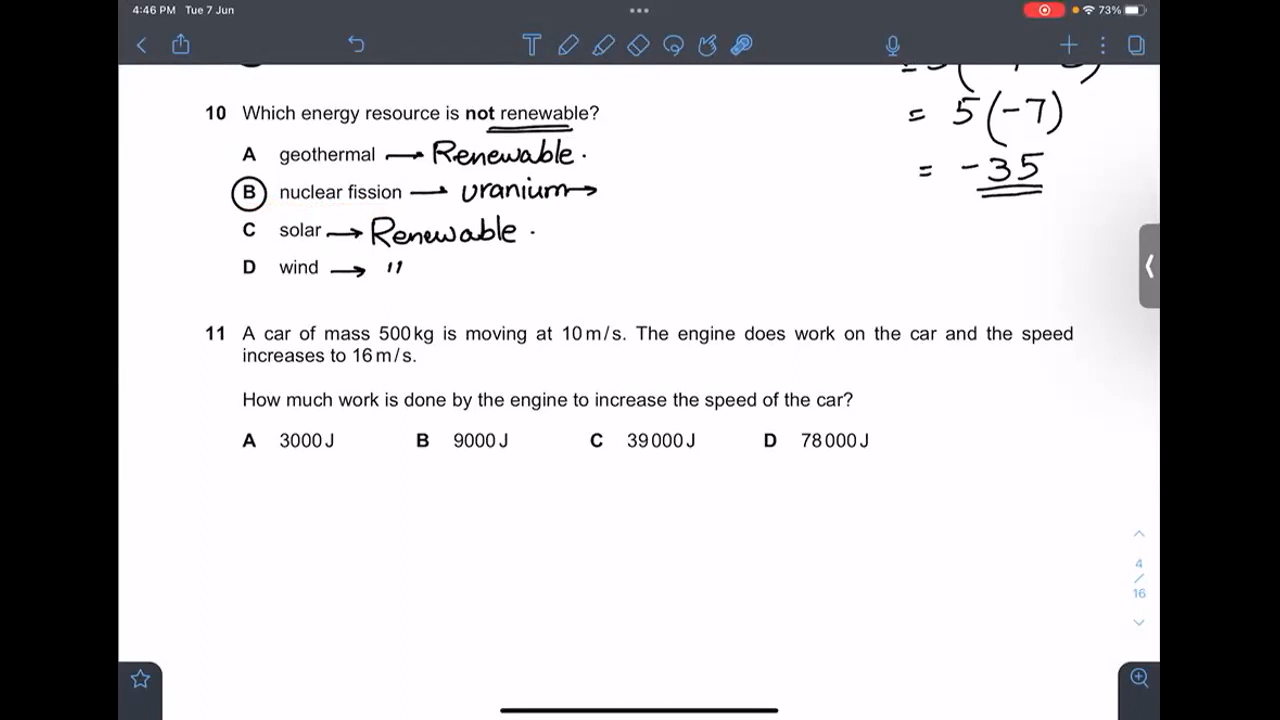 4:46 PM Tue 7 Jun
73%
= 5(-7)
= -35
10 Which energy resource is not renewable?
A geothermal → Renewable.
B nuclear fission → uranium →
C solar → Renewable.
D wind → "
11 A car of mass 500 kg is moving at 10 m/s. The engine does work on the car and the speed
increases to 16 m/s.
How much work is done by the engine to increase the speed of the car?
A 3000 J B 9000 J C 39 000 J D 78 000 J
4
/
16